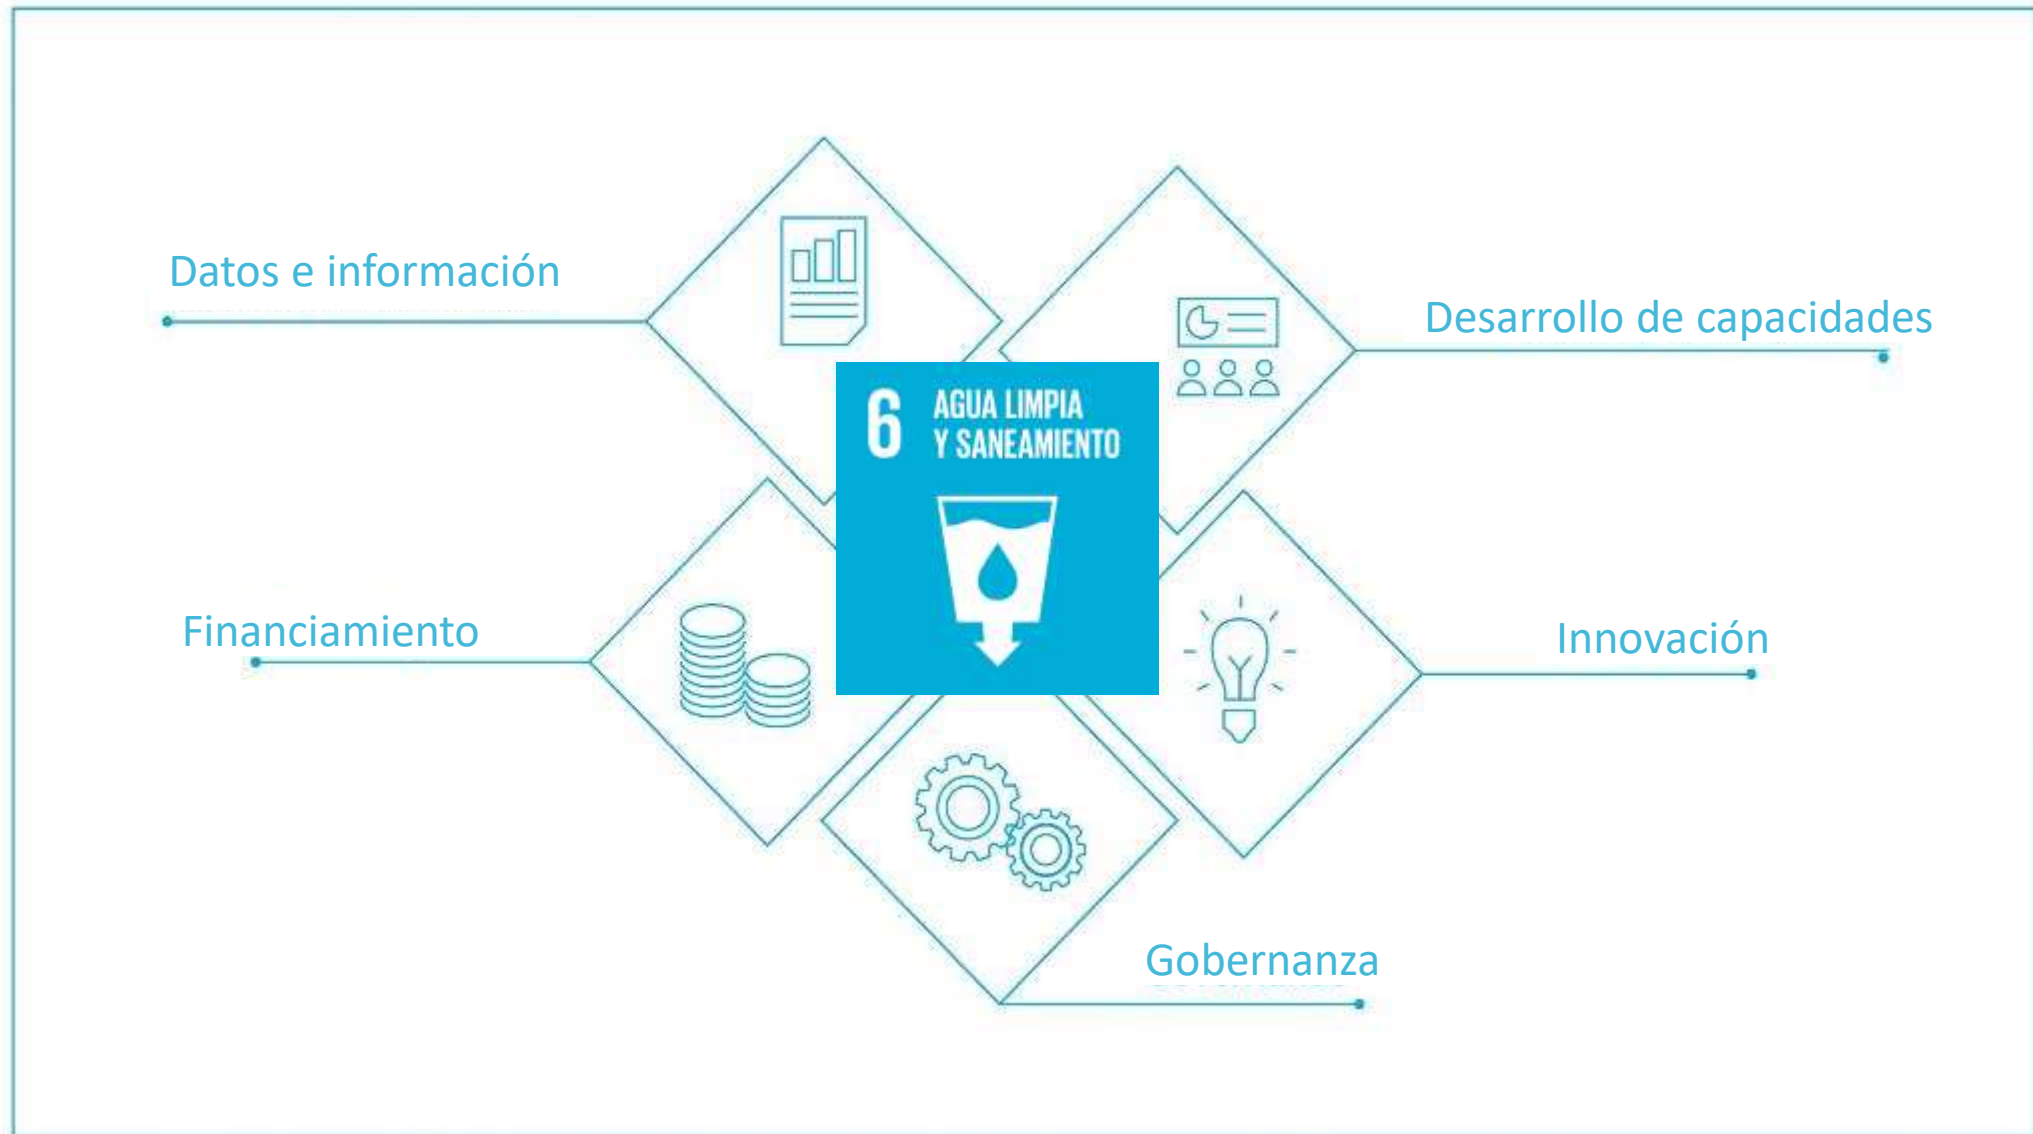 Datos e información
Desarrollo de capacidades
6 AGUA LIMPIA
Y SANEAMIENTO
Financiamiento
Innovación
Gobernanza